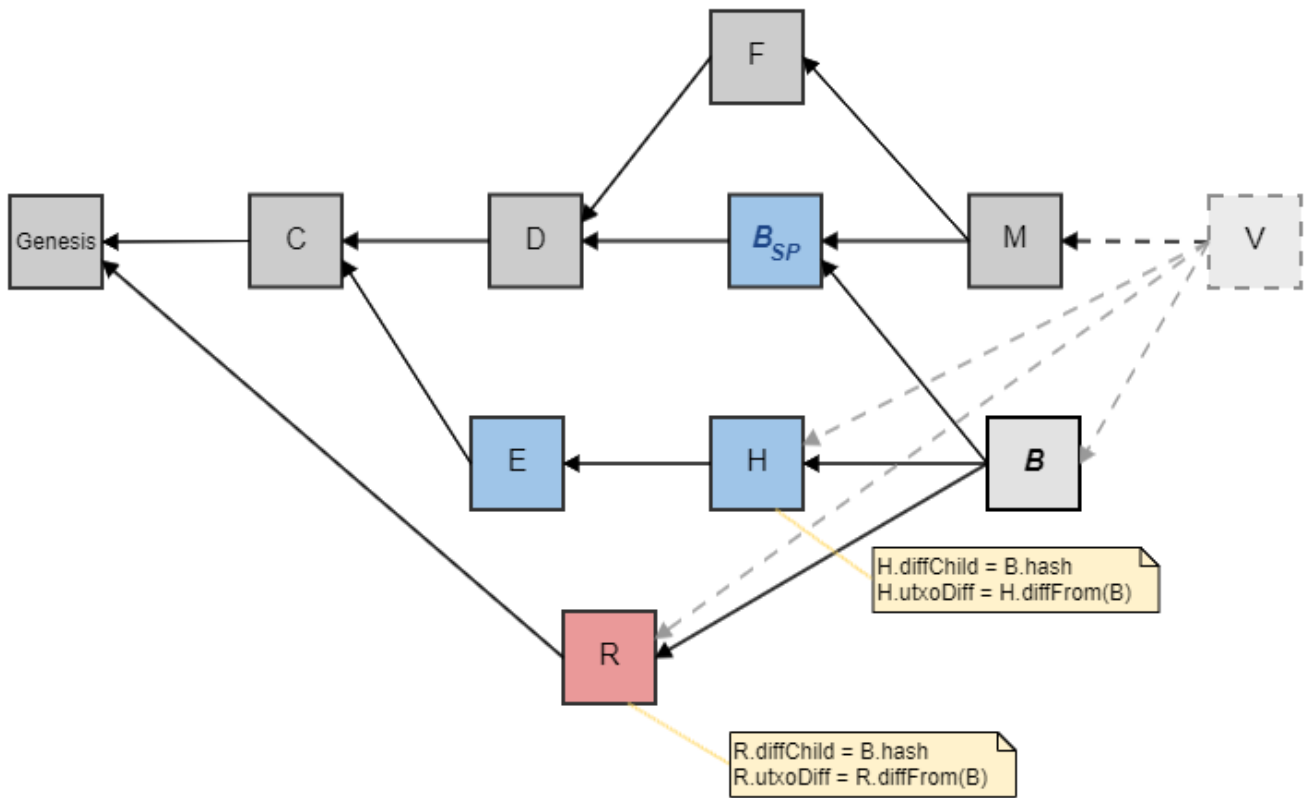 F
Genesis
C
D
B_SP
M
V
E
H
B
H.diffChild = B.hash
H.utxoDiff = H.diffFrom(B)
R
R.diffChild = B.hash
R.utxoDiff = R.diffFrom(B)